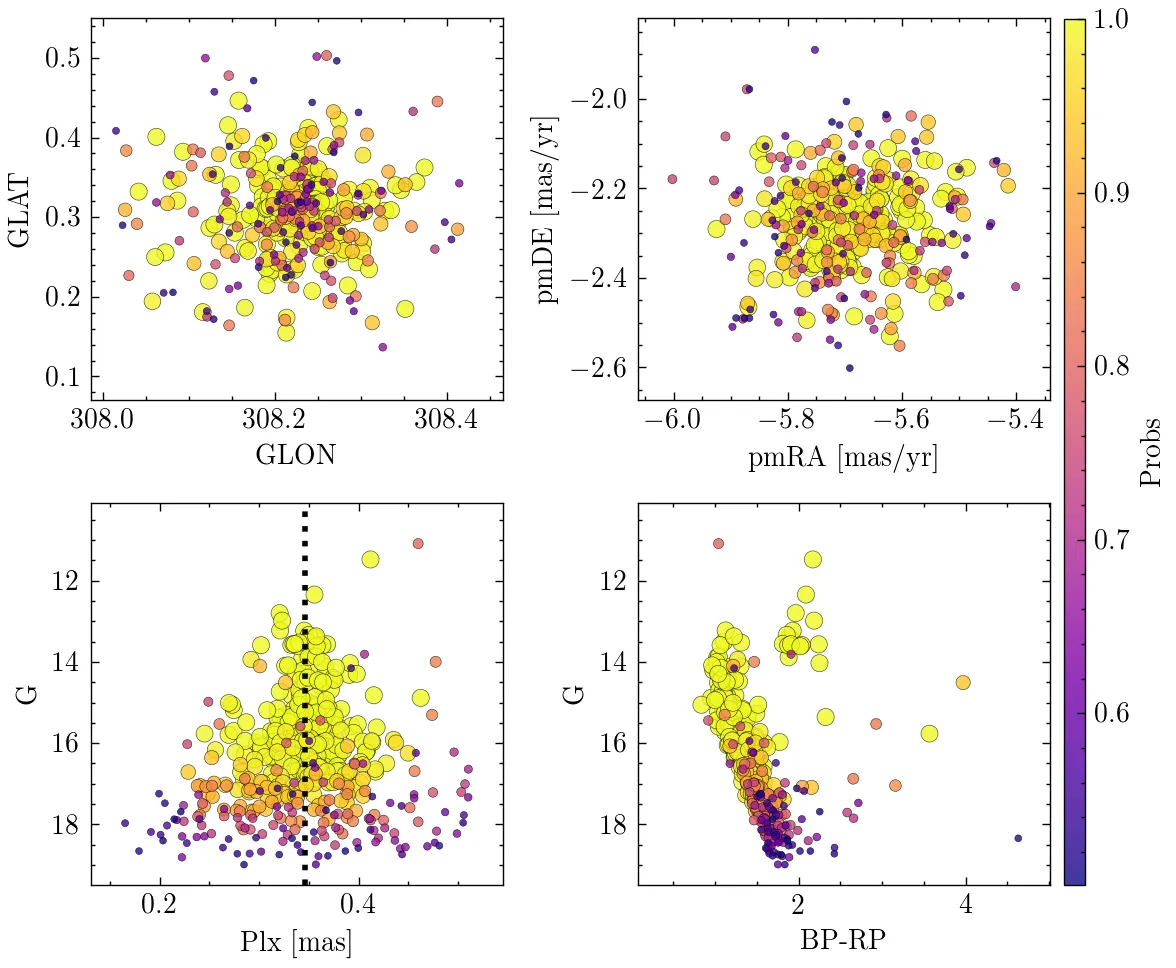 0.5
0.4
0.3
0.2
0.1
GLAT
308.0 308.2 308.4
GLON
−2.0
−2.2
−2.4
−2.6
pmDE [mas/yr]
−6.0 −5.8 −5.6 −5.4
pmRA [mas/yr]
1.0
0.9
0.8
0.7
0.6
Probs
12
14
16
18
G
0.2 0.4
Plx [mas]
12
14
16
18
G
2 4
BP-RP